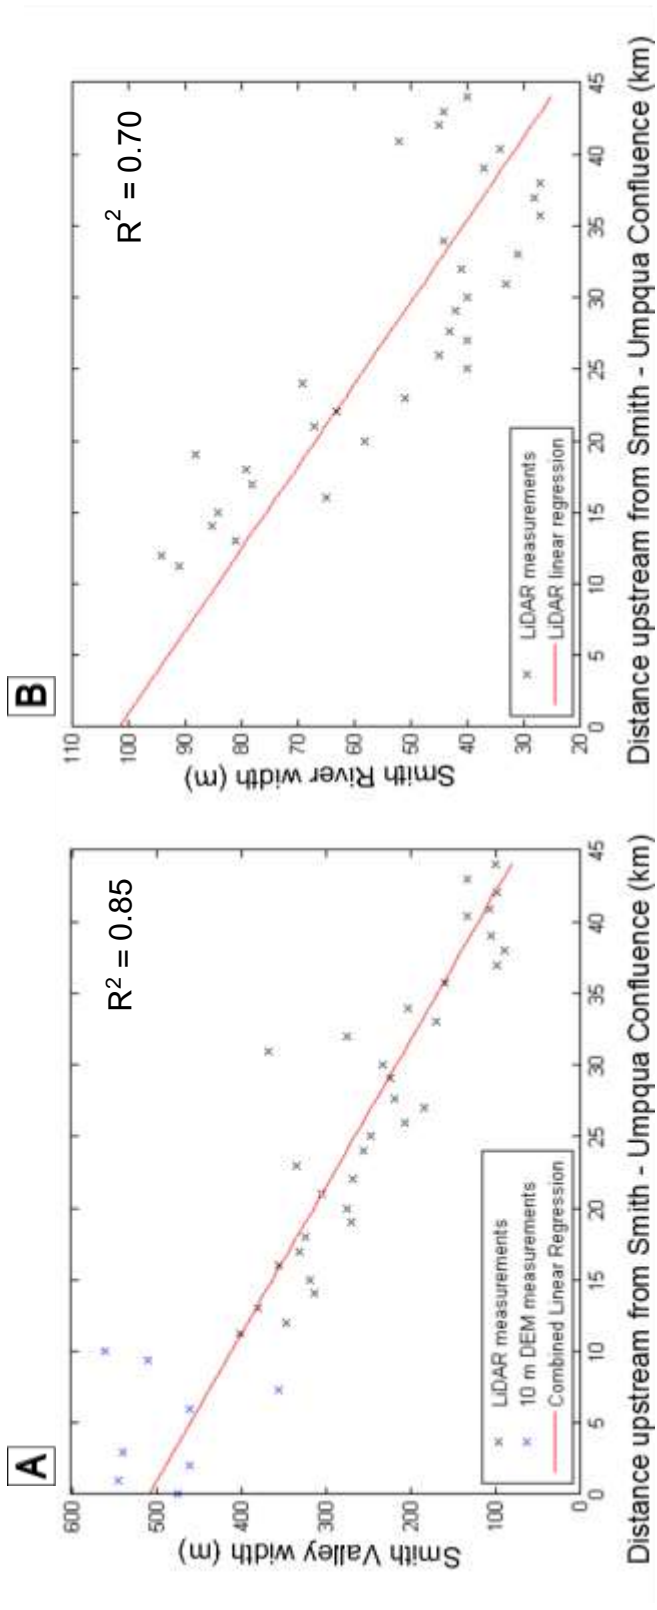 A
R² = 0.85
600
500
400
300
200
100
0
Smith Valley width (m)
× LiDAR measurements
× 10 m DEM measurements
Combined Linear Regression
0 5 10 15 20 25 30 35 40 45
Distance upstream from Smith - Umpqua Confluence (km)
B
R² = 0.70
110
100
90
80
70
60
50
40
30
20
Smith River width (m)
× LiDAR measurements
LiDAR linear regression
0 5 10 15 20 25 30 35 40 45
Distance upstream from Smith - Umpqua Confluence (km)